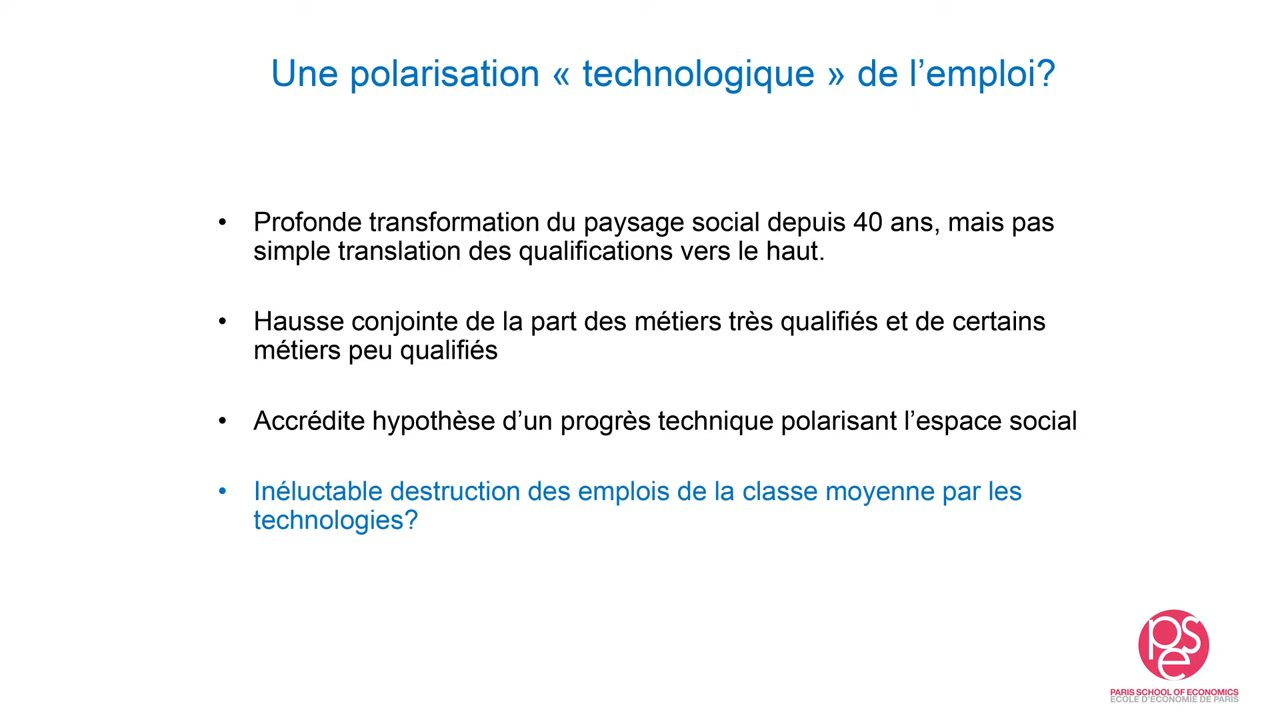 Une polarisation « technologique » de l’emploi?
• Profonde transformation du paysage social depuis 40 ans, mais pas
simple translation des qualifications vers le haut.
• Hausse conjointe de la part des métiers très qualifiés et de certains
métiers peu qualifiés
• Accrédite hypothèse d’un progrès technique polarisant l’espace social
• Inéluctable destruction des emplois de la classe moyenne par les
technologies?
pse
PARIS SCHOOL OF ECONOMICS
ECOLE D'ECONOMIE DE PARIS